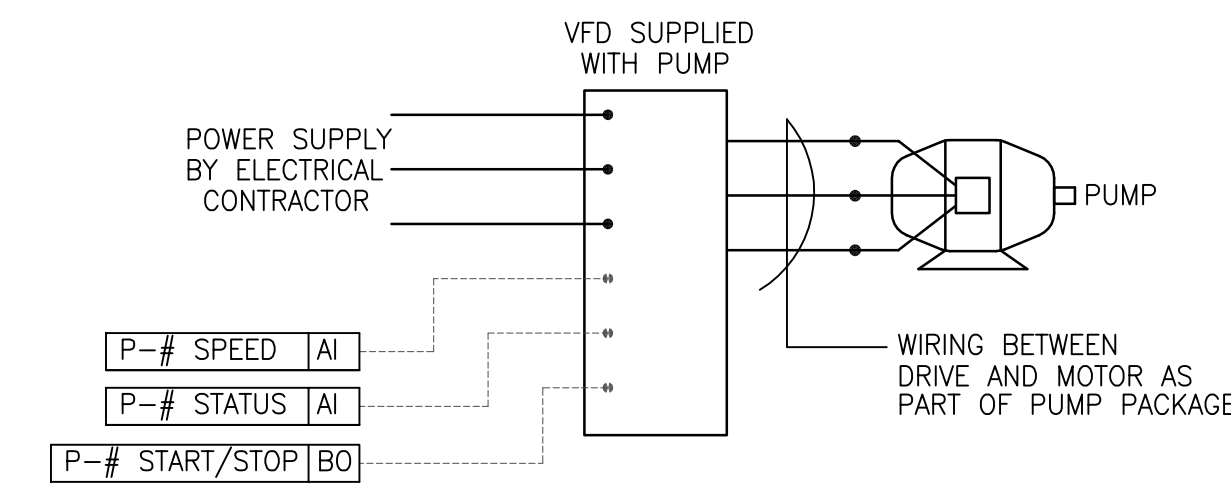 VFD SUPPLIED
WITH PUMP
POWER SUPPLY
BY ELECTRICAL
CONTRACTOR
PUMP
P-# SPEED AI
P-# STATUS AI
P-# START/STOP BO
WIRING BETWEEN
DRIVE AND MOTOR AS
PART OF PUMP PACKAGE